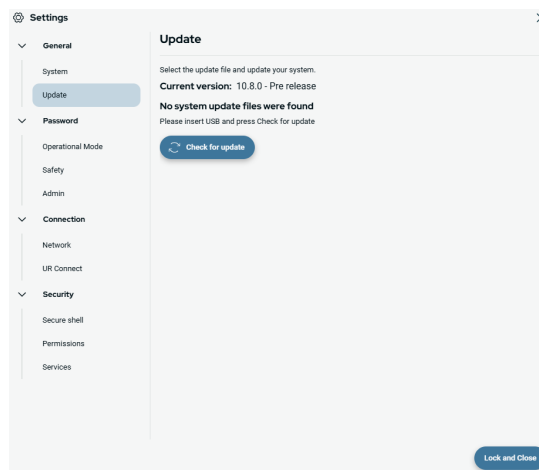 Settings
General
System
Update
Password
Operational Mode
Safety
Admin
Connection
Network
UR Connect
Security
Secure shell
Permissions
Services
Update
Select the update file and update your system.
Current version: 10.8.0 - Pre release
No system update files were found
Please insert USB and press Check for update
Check for update
Lock and Close